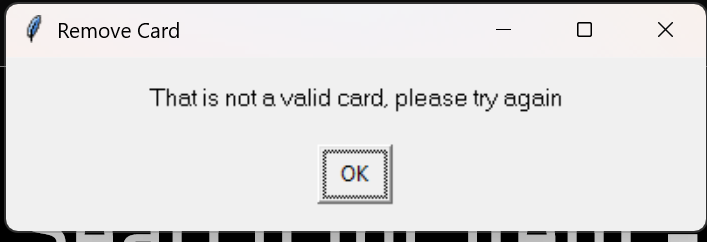 Remove Card
That is not a valid card, please try again
OK